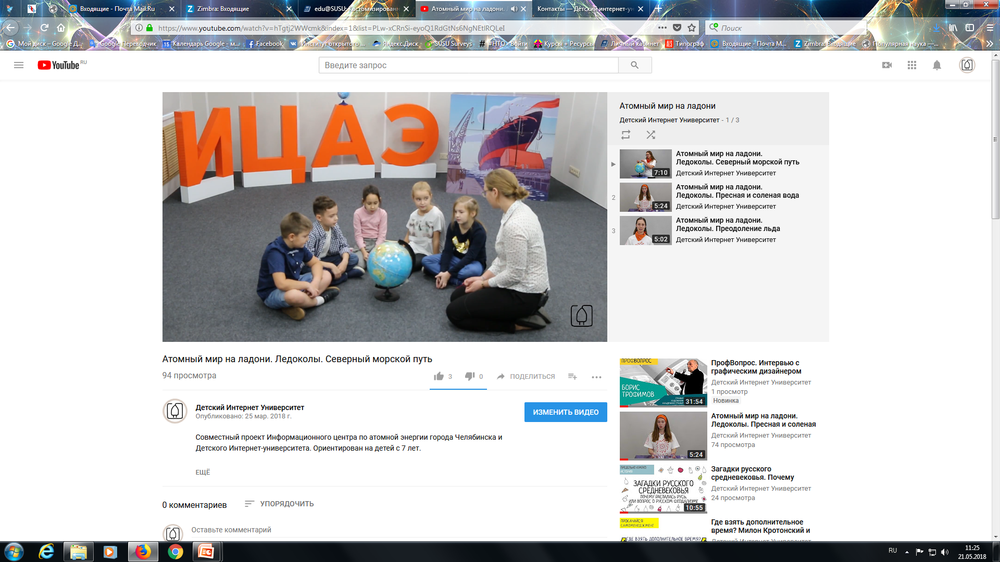 Входящие - Почта Mail.Ru
Zimbra: Входящие
edu@SUSU: Кастомизированн
Атомный мир на ладони.
Контакты — Детский интернет-ун
https://www.youtube.com/watch?v=hTgtj2WWcmk&index=1&list=PLw-xCRnSi-eyoQ1RdGtNs6NgNEtlRQLeI
Поиск
Мой диск – Google Д...
Google Переводчик
15 Календарь Google - м...
Facebook
Институт открытого ...
Яндекс.Диск
SUSU Surveys
#НТО - Войти
Курсы + Ресурсы
Личный кабинет
Типограф
Входящие - Почта М...
Zimbra: Входящие
Популярная наука —...
YouTube RU
Введите запрос
ИЦАЭ
Атомный мир на ладони
Детский Интернет Университет - 1 / 3
Атомный мир на ладони.
Ледоколы. Северный морской путь
Детский Интернет Университет
7:10
2
Атомный мир на ладони.
Ледоколы. Пресная и соленая вода
Детский Интернет Университет
5:24
3
Атомный мир на ладони.
Ледоколы. Преодоление льда
Детский Интернет Университет
5:02
Атомный мир на ладони. Ледоколы. Северный морской путь
94 просмотра
3
0
ПОДЕЛИТЬСЯ
Детский Интернет Университет
Опубликовано: 25 мар. 2018 г.
ИЗМЕНИТЬ ВИДЕО
Совместный проект Информационного центра по атомной энергии города Челябинска и
Детского Интернет-университета. Ориентирован на детей с 7 лет.
ЕЩЁ
0 комментариев
УПОРЯДОЧИТЬ
Оставьте комментарий
ПРОФВОПРОС
БОРИС
ТРОФИМОВ
31:54
ПрофВопрос. Интервью с
графическим дизайнером
Детский Интернет Университет
1 просмотр
Новинка
5:24
Атомный мир на ладони.
Ледоколы. Пресная и соленая
Детский Интернет Университет
74 просмотра
ПРЕДЕЛЬНО КРАТКО:
ИСТОРИЯ
ЗАГАДКИ РУССКОГО
СРЕДНЕВЕКОВЬЯ
ПОЧЕМУ РАСПАЛАСЬ РУСЬ,
ИЛИ ВОПРОС О РУССКОМ ФЕОДАЛИЗМЕ
10:55
Загадки русского
средневековья. Почему
Детский Интернет Университет
24 просмотра
ПРОКАЧАЙСЯ:
САМОМЕНЕДЖМЕНТ
ГДЕ ВЗЯТЬ ДОПОЛНИТЕЛЬНОЕ ВРЕМЯ?
Где взять дополнительное
время? Милон Кротонский и
Детский Интернет Университет
RU
11:25
21.05.2018